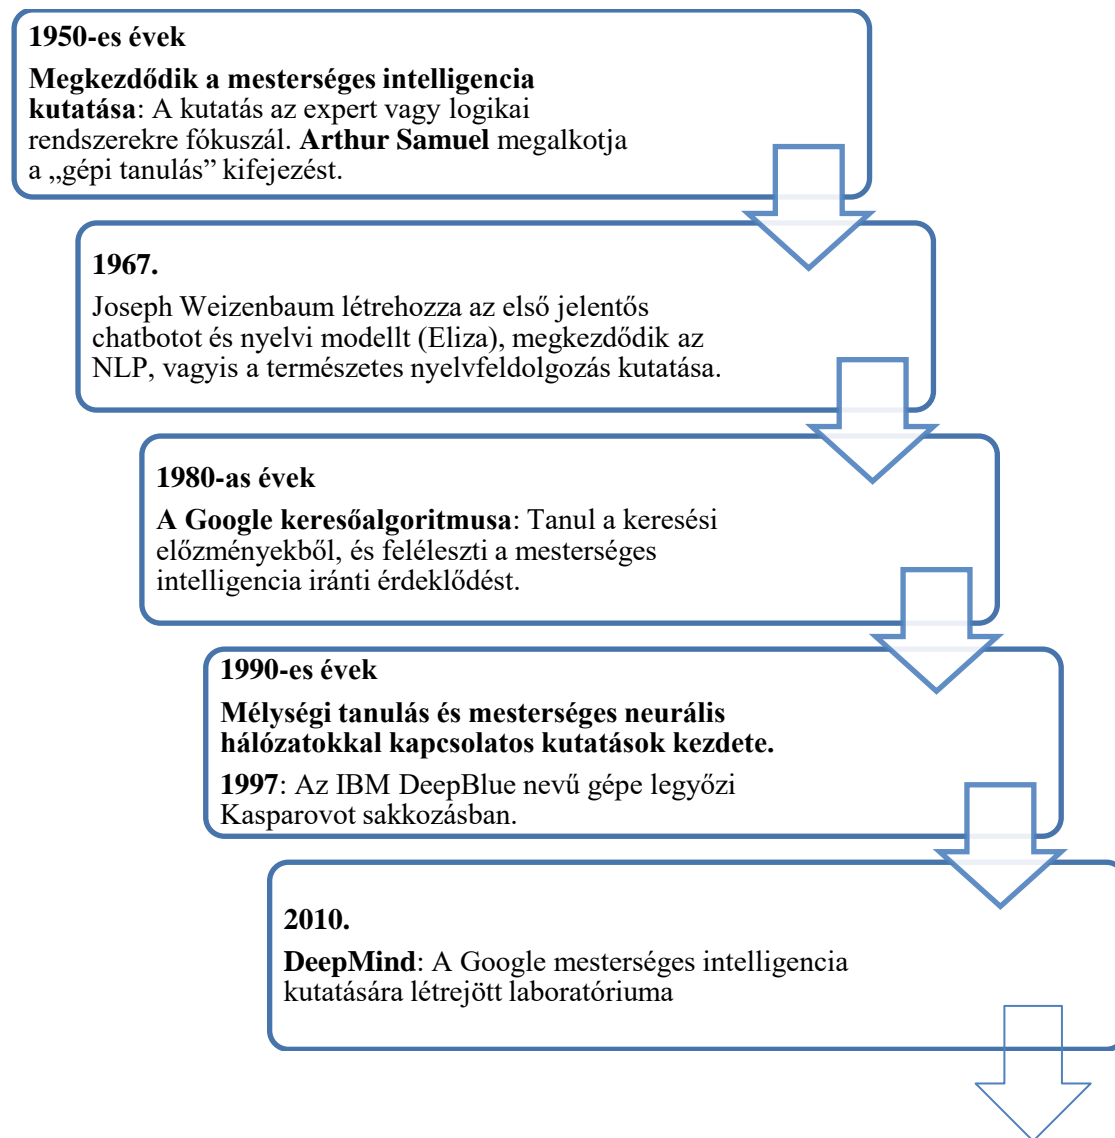 1950-es évek
Megkezdődik a mesterséges intelligencia
kutatása: A kutatás az expert vagy logikai
rendszerekre fókuszál. Arthur Samuel megalkotja
a „gépi tanulás” kifejezést.
1967.
Joseph Weizenbaum létrehozza az első jelentős
chatbotot és nyelvi modellt (Eliza), megkezdődik az
NLP, vagyis a természetes nyelvfeldolgozás kutatása.
1980-as évek
A Google keresőalgoritmusa: Tanul a keresési
előzményekből, és feléleszti a mesterséges
intelligencia iránti érdeklődést.
1990-es évek
Mélységi tanulás és mesterséges neurális
hálózatokkal kapcsolatos kutatások kezdete.
1997: Az IBM DeepBlue nevű gépe legyőzi
Kasparovot sakkozásban.
2010.
DeepMind: A Google mesterséges intelligencia
kutatására létrejött laboratóriuma